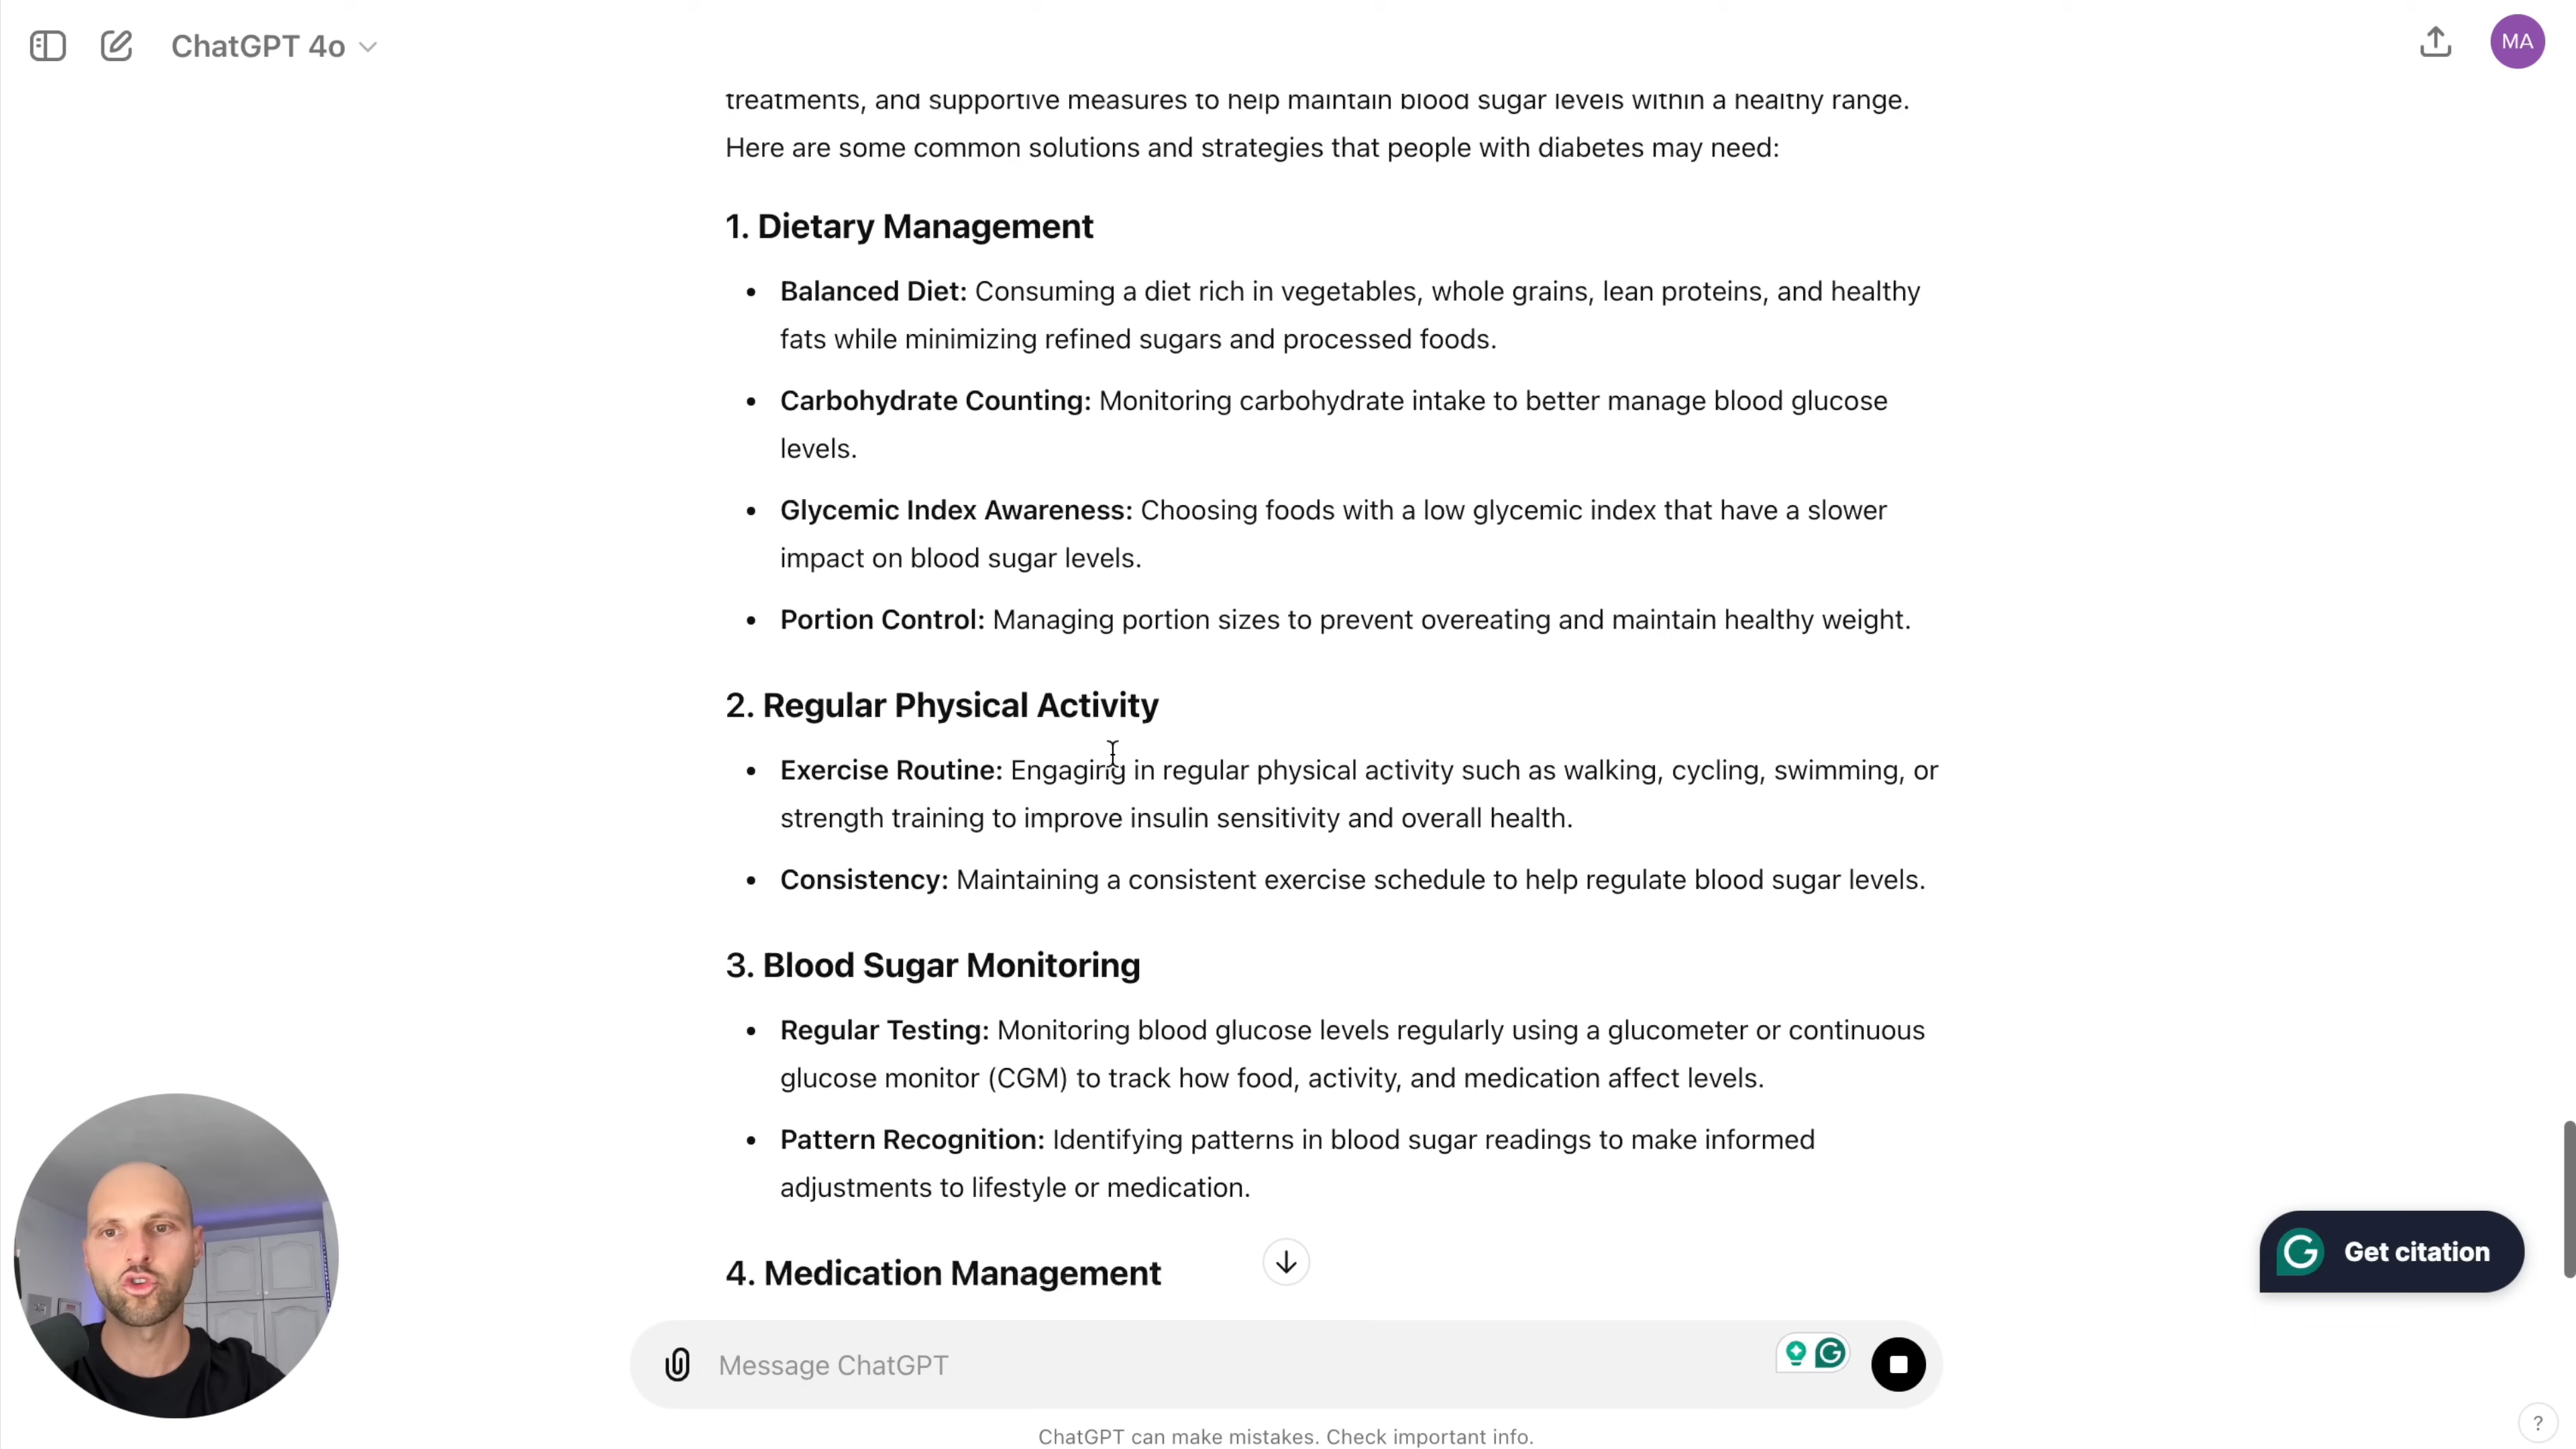 ChatGPT 4o
MA
treatments, and supportive measures to help maintain blood sugar levels within a healthy range.
Here are some common solutions and strategies that people with diabetes may need:
1. Dietary Management
• Balanced Diet: Consuming a diet rich in vegetables, whole grains, lean proteins, and healthy
fats while minimizing refined sugars and processed foods.
• Carbohydrate Counting: Monitoring carbohydrate intake to better manage blood glucose
levels.
• Glycemic Index Awareness: Choosing foods with a low glycemic index that have a slower
impact on blood sugar levels.
• Portion Control: Managing portion sizes to prevent overeating and maintain healthy weight.
2. Regular Physical Activity
• Exercise Routine: Engaging in regular physical activity such as walking, cycling, swimming, or
strength training to improve insulin sensitivity and overall health.
• Consistency: Maintaining a consistent exercise schedule to help regulate blood sugar levels.
3. Blood Sugar Monitoring
• Regular Testing: Monitoring blood glucose levels regularly using a glucometer or continuous
glucose monitor (CGM) to track how food, activity, and medication affect levels.
• Pattern Recognition: Identifying patterns in blood sugar readings to make informed
adjustments to lifestyle or medication.
4. Medication Management
Get citation
Message ChatGPT
ChatGPT can make mistakes. Check important info.
?